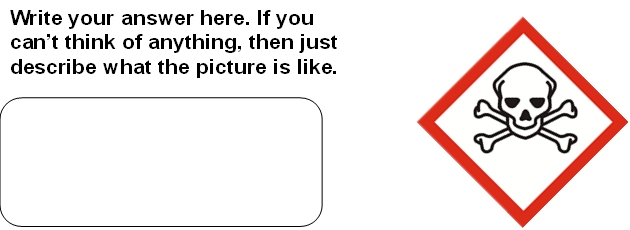 Write your answer here. If you
can’t think of anything, then just
describe what the picture is like.